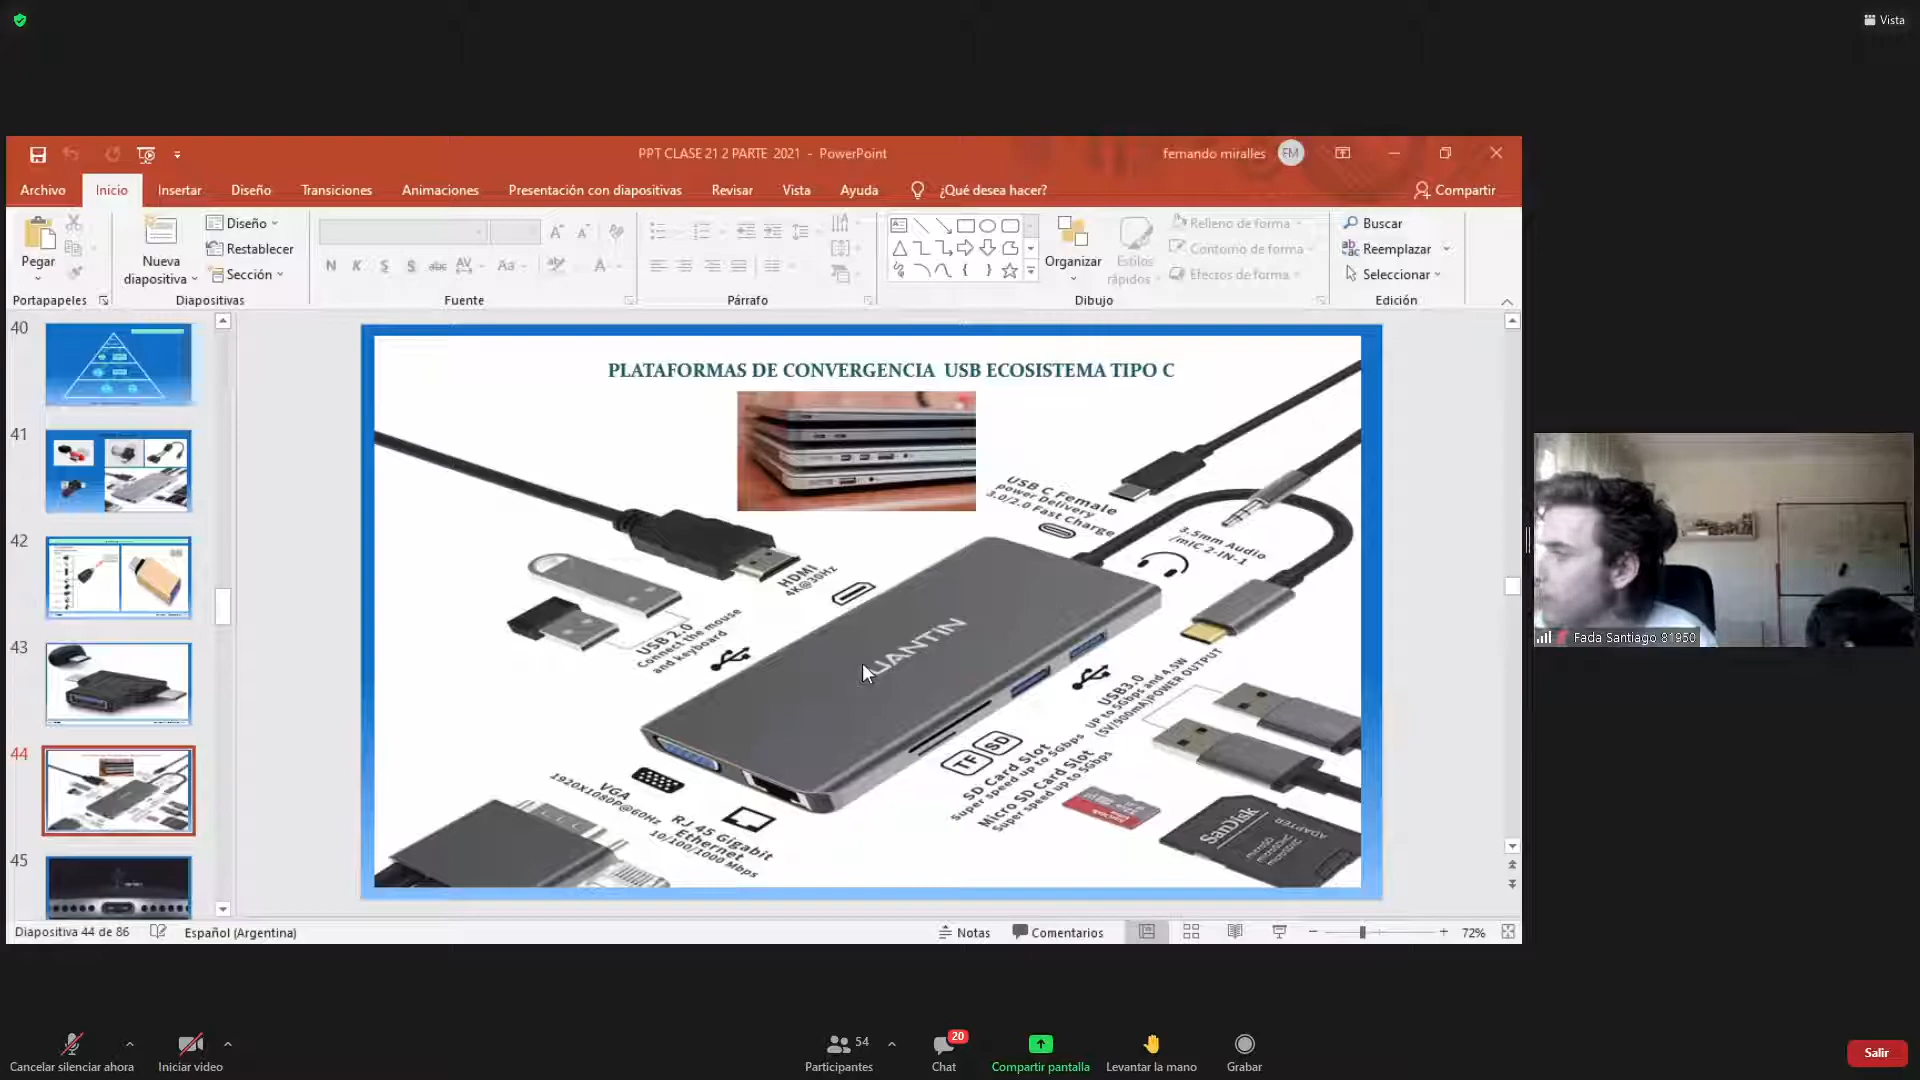 Vista
PPT CLASE 21 2 PARTE 2021 - PowerPoint
fernando miralles
FM
Archivo
Inicio
Insertar
Diseño
Transiciones
Animaciones
Presentación con diapositivas
Revisar
Vista
Ayuda
¿Qué desea hacer?
Compartir
Pegar
Nueva
diapositiva
Diseño
Restablecer
Sección
N K S S abc AV Aa A
Organizar
Estilos
rápidos
Relleno de forma
Contorno de forma
Efectos de forma
Buscar
Reemplazar
Seleccionar
Portapapeles
Diapositivas
Fuente
Párrafo
Dibujo
Edición
40
41
42
43
44
45
PLATAFORMAS DE CONVERGENCIA USB ECOSISTEMA TIPO C
USB C Female
power Delivery
3.0/2.0 Fast Charge
3.5mm Audio
/mIC 2-IN-1
HDMI
4K@30Hz
USB 2.0
Connect the mouse
and keyboard
UANTIN
USB3.0
UP to 5Gbps and 4.5W
(5V/900mA)POWER OUTPUT
TF SD
SD Card Slot
Super speed up to 5Gbps
Micro SD Card Slot
Super speed up to 5Gbps
VGA
1920X1080P@60Hz
RJ 45 Gigabit
Ethernet
10/100/1000 Mbps
SanDisk
ADAPTER
Fada Santiago 81950
Diapositiva 44 de 86
Español (Argentina)
Notas
Comentarios
72%
Cancelar silenciar ahora
Iniciar video
54
Participantes
20
Chat
Compartir pantalla
Levantar la mano
Grabar
Salir